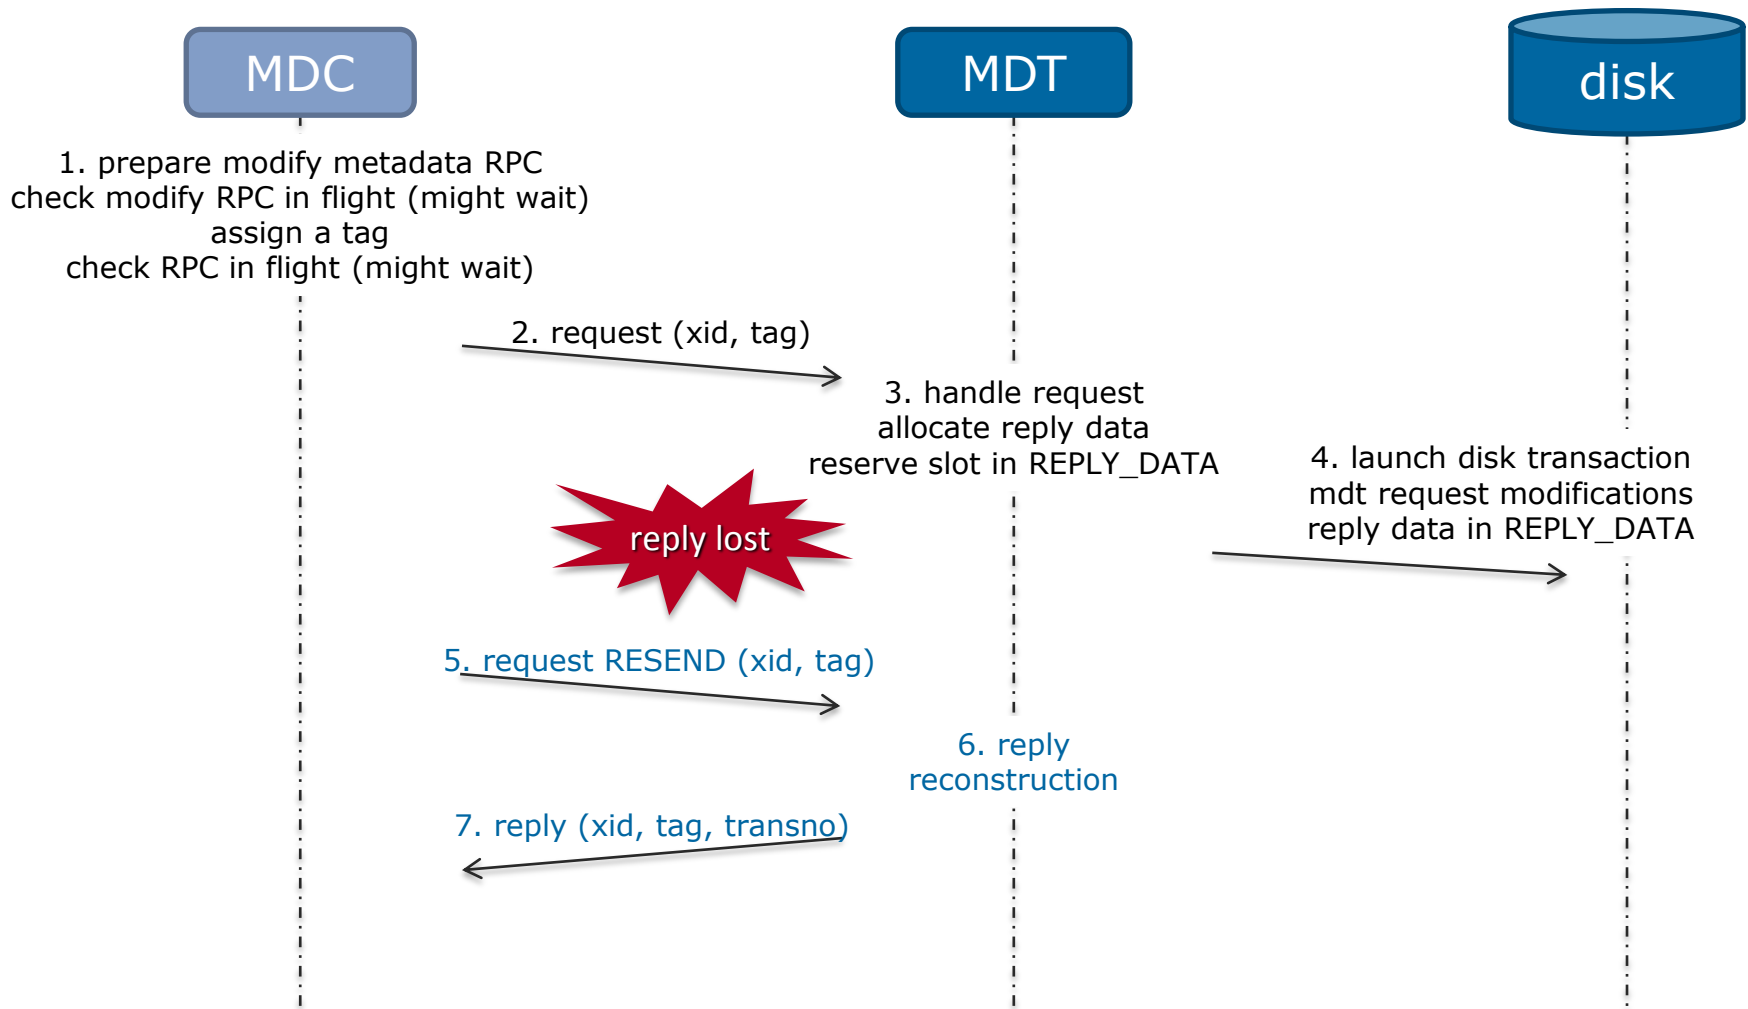 MDC
MDT
disk
1. prepare modify metadata RPC
check modify RPC in flight (might wait)
assign a tag
check RPC in flight (might wait)
2. request (xid, tag)
3. handle request
allocate reply data
reserve slot in REPLY_DATA
4. launch disk transaction
mdt request modifications
reply data in REPLY_DATA
reply lost
5. request RESEND (xid, tag)
6. reply
reconstruction
7. reply (xid, tag, transno)